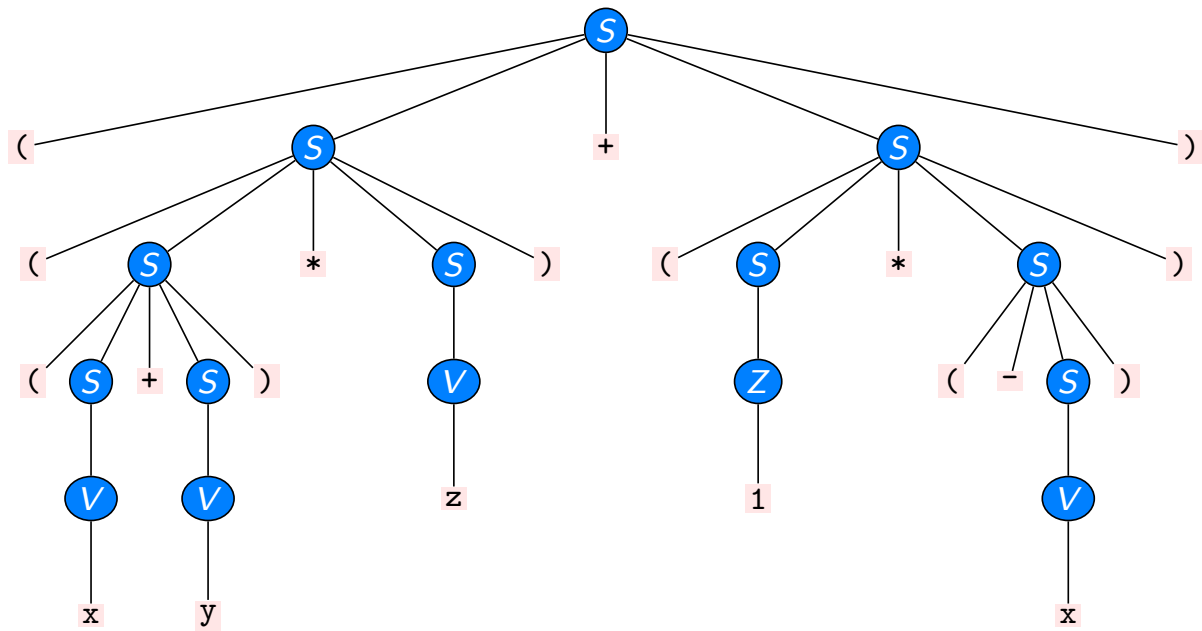 S
( S + S )
( S * S ) ( S * S )
( S + S ) V Z ( - S )
V V z 1 V
x y x